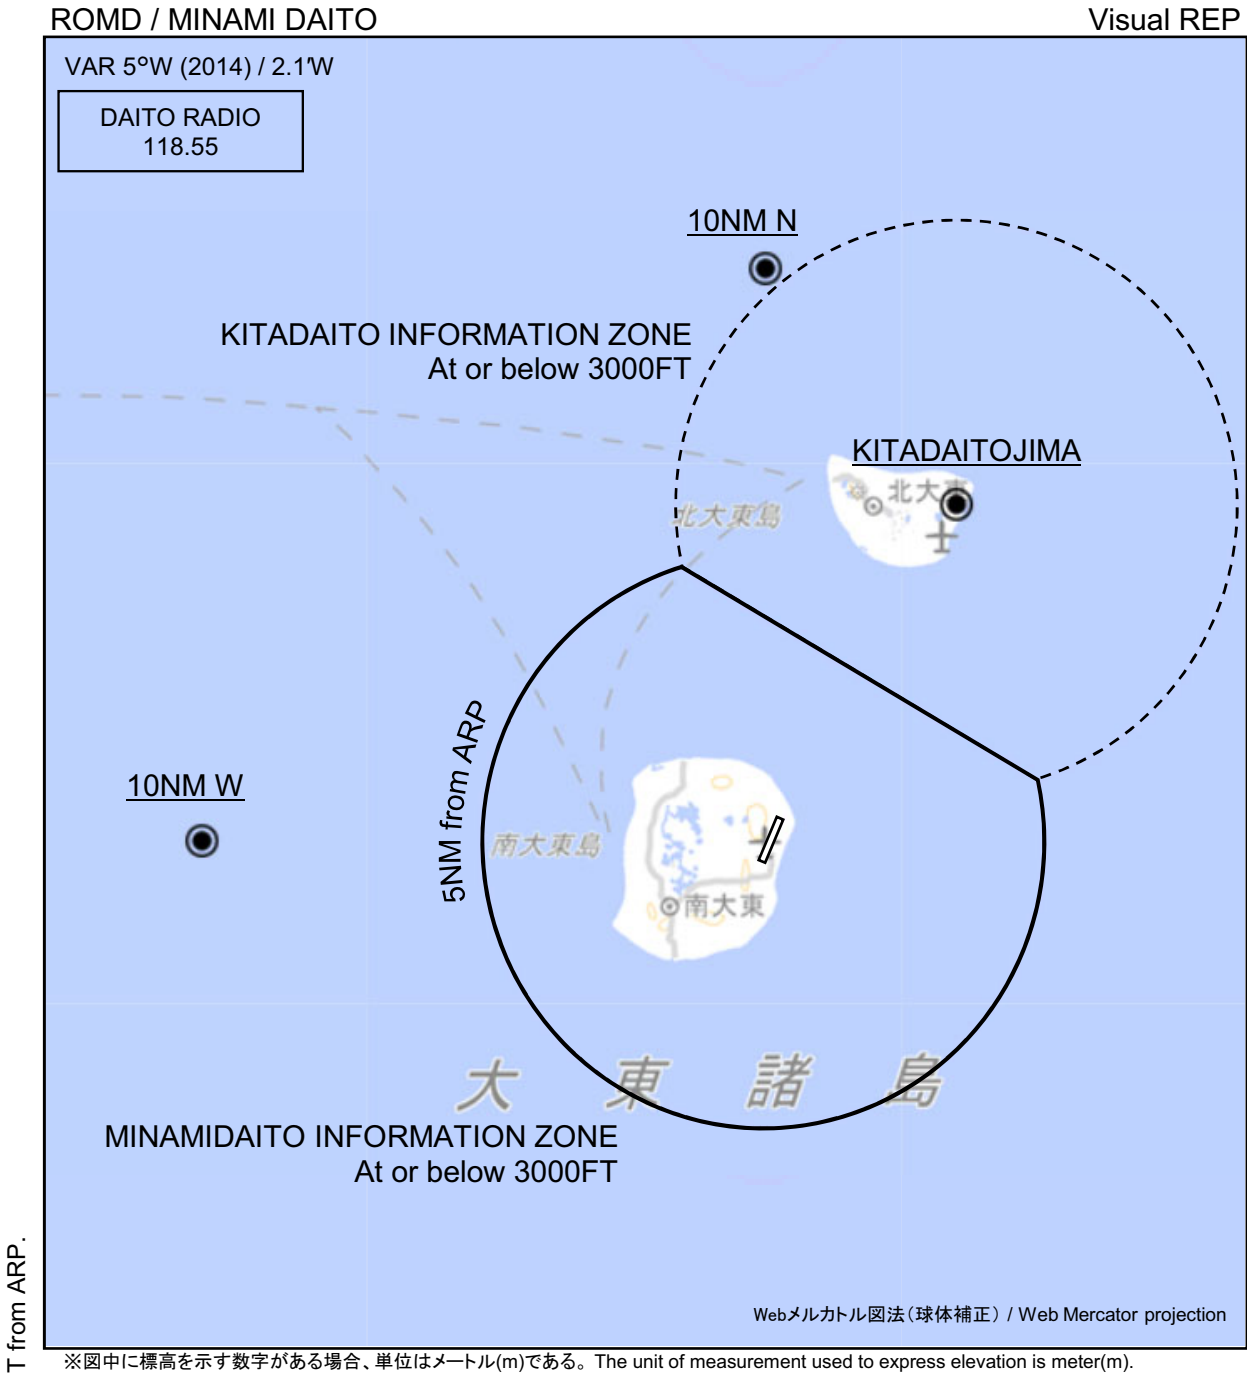 ROMD / MINAMI DAITO
Visual REP
VAR 5°W (2014) / 2.1'W
DAITO RADIO
118.55
10NM N
KITADAITO INFORMATION ZONE
At or below 3000FT
KITADAITOJIMA
北大東
北大東島
5NM from ARP
10NM W
南大東島
南大東
大東諸島
MINAMIDAITO INFORMATION ZONE
At or below 3000FT
T from ARP.
Webメルカトル図法（球体補正）/ Web Mercator projection
※図中に標高を示す数字がある場合、単位はメートル(m)である。The unit of measurement used to express elevation is meter(m).